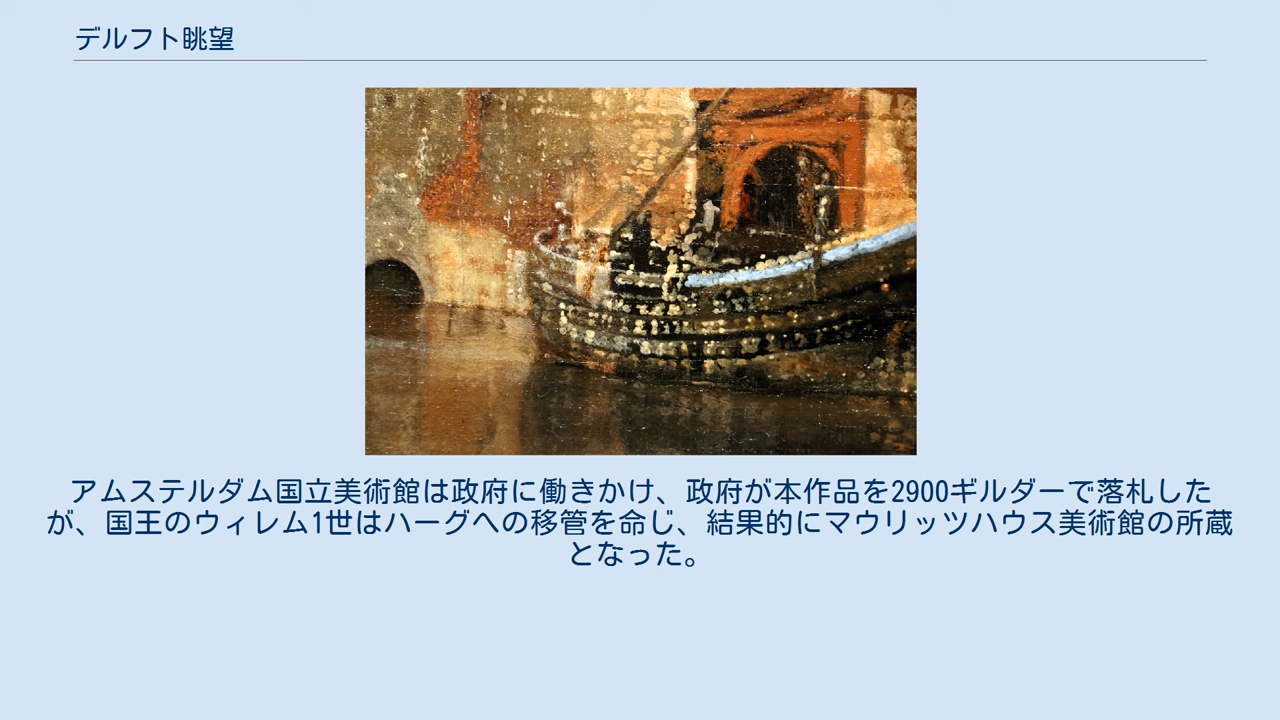 デルフト眺望
アムステルダム国立美術館は政府に働きかけ、政府が本作品を2900ギルダーで落札した
が、国王のウィレム1世はハーグへの移管を命じ、結果的にマウリッツハウス美術館の所蔵
となった。